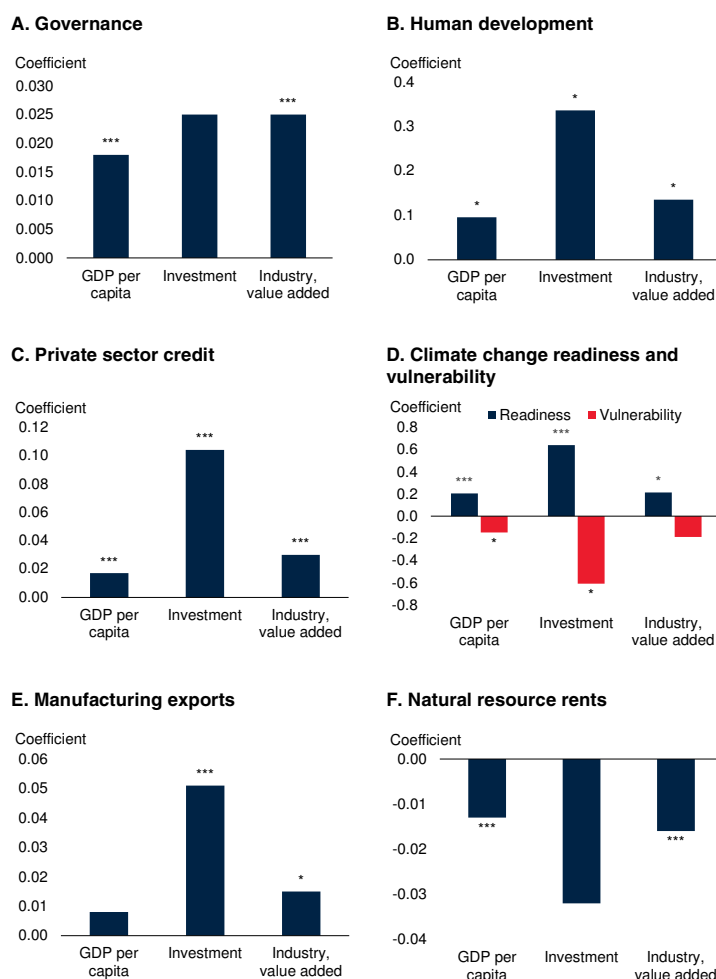 A. Governance
Coefficient
0.030
0.025
0.020
0.015
0.010
0.005
0.000
***
***
GDP per
capita
Investment
Industry,
value added
B. Human development
0.4
0.3
0.2
0.1
0.0
*
*
*
GDP per
capita
Investment
Industry,
value added
C. Private sector credit
Coefficient
0.12
0.10
0.08
0.06
0.04
0.02
0.00
***
***
***
GDP per
capita
Investment
Industry,
value added
D. Climate change readiness and
vulnerability
Coefficient
Readiness
Vulnerability
0.8
0.6
0.4
0.2
0.0
-0.2
-0.4
-0.6
-0.8
***
*
***
*
*
GDP per
capita
Investment
Industry,
value added
E. Manufacturing exports
Coefficient
0.06
0.05
0.04
0.03
0.02
0.01
0.00
***
*
GDP per
capita
Investment
Industry,
value added
F. Natural resource rents
Coefficient
0.00
-0.01
-0.02
-0.03
-0.04
***
***
GDP per
capita
Investment
Industry,
value added